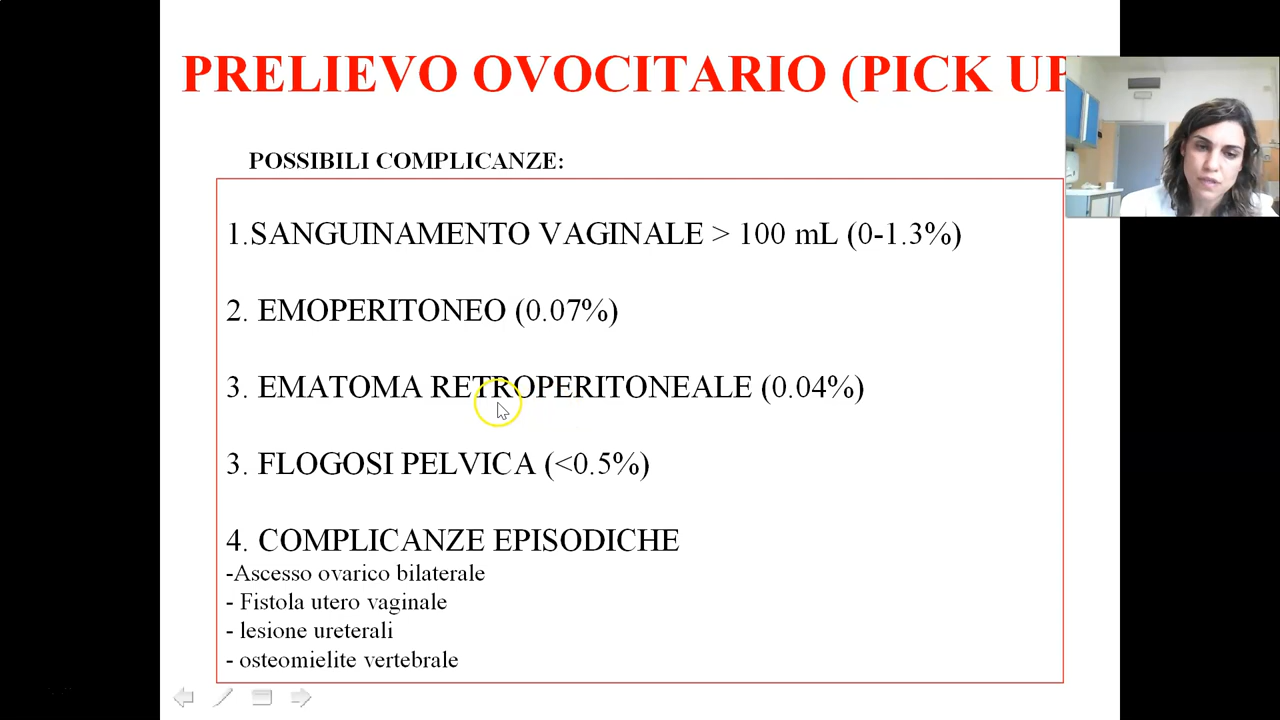 PRELIEVO OVOCITARIO (PICK UP
POSSIBILI COMPLICANZE:
1.SANGUINAMENTO VAGINALE > 100 mL (0-1.3%)
2. EMOPERITONEO (0.07%)
3. EMATOMA RETROPERITONEALE (0.04%)
3. FLOGOSI PELVICA (<0.5%)
4. COMPLICANZE EPISODICHE
-Ascesso ovarico bilaterale
- Fistola utero vaginale
- lesione ureterali
- osteomielite vertebrale